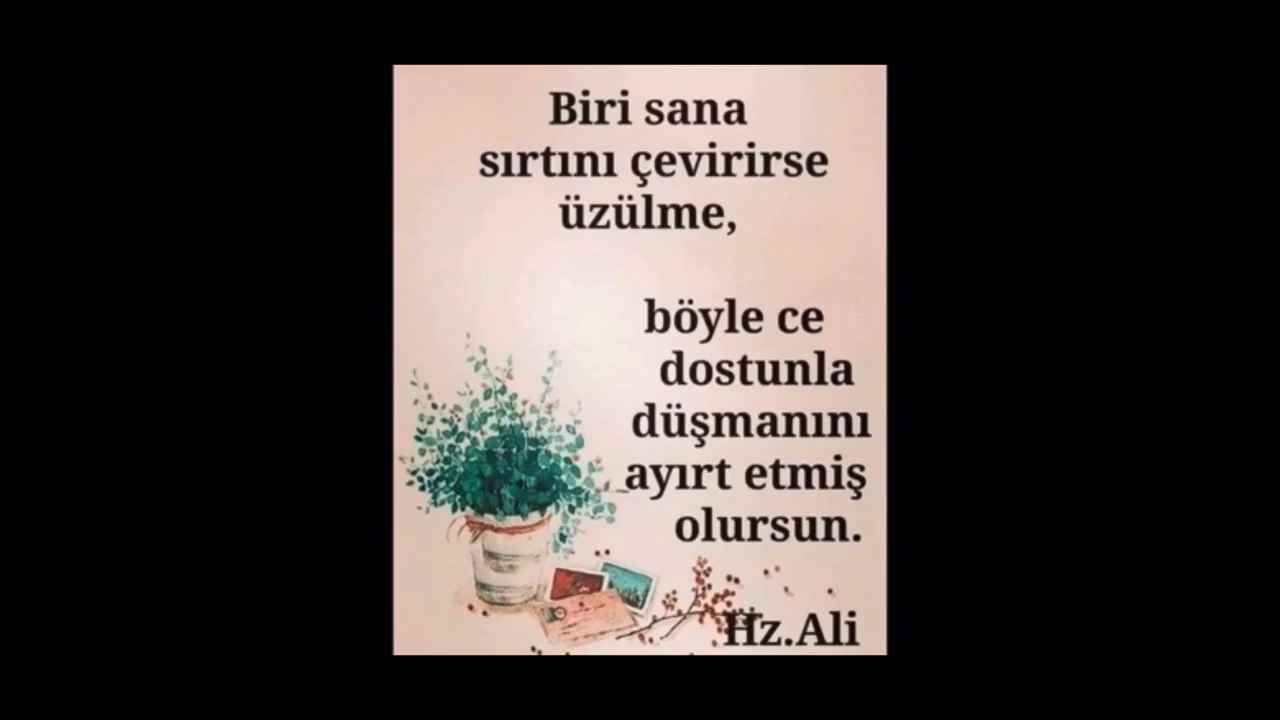 Biri sana
sırtını çevirirse
üzülme,
böyle ce
dostunla
düşmanını
ayırt etmiş
olursun.
Hz.Ali